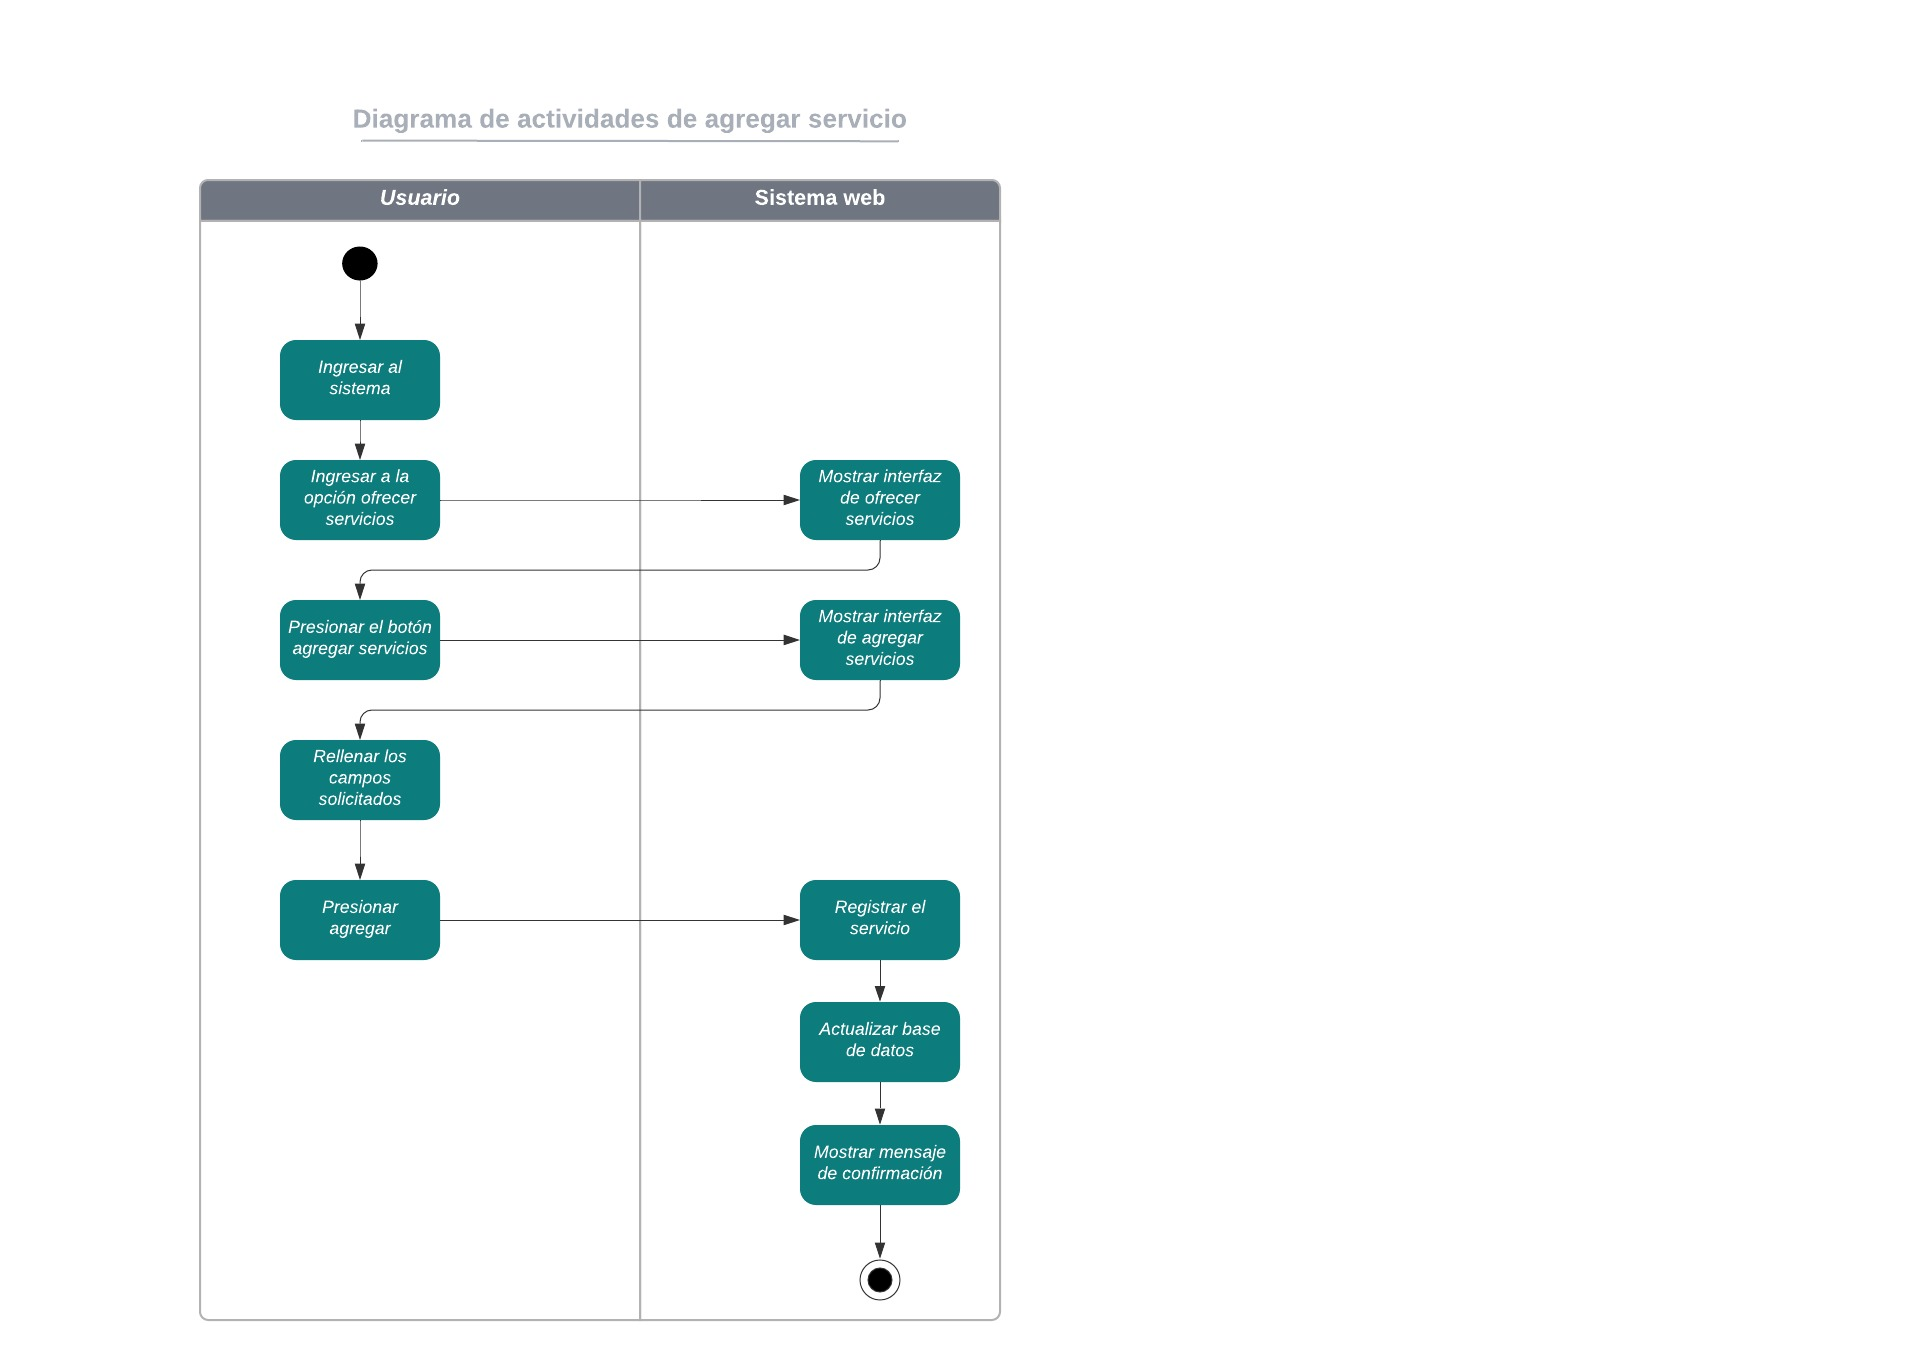 Diagrama de actividades de agregar servicio
Usuario
Sistema web
Ingresar al
sistema
Ingresar a la
opción ofrecer
servicios
Mostrar interfaz
de ofrecer
servicios
Presionar el botón
agregar servicios
Mostrar interfaz
de agregar
servicios
Rellenar los
campos
solicitados
Presionar
agregar
Registrar el
servicio
Actualizar base
de datos
Mostrar mensaje
de confirmación